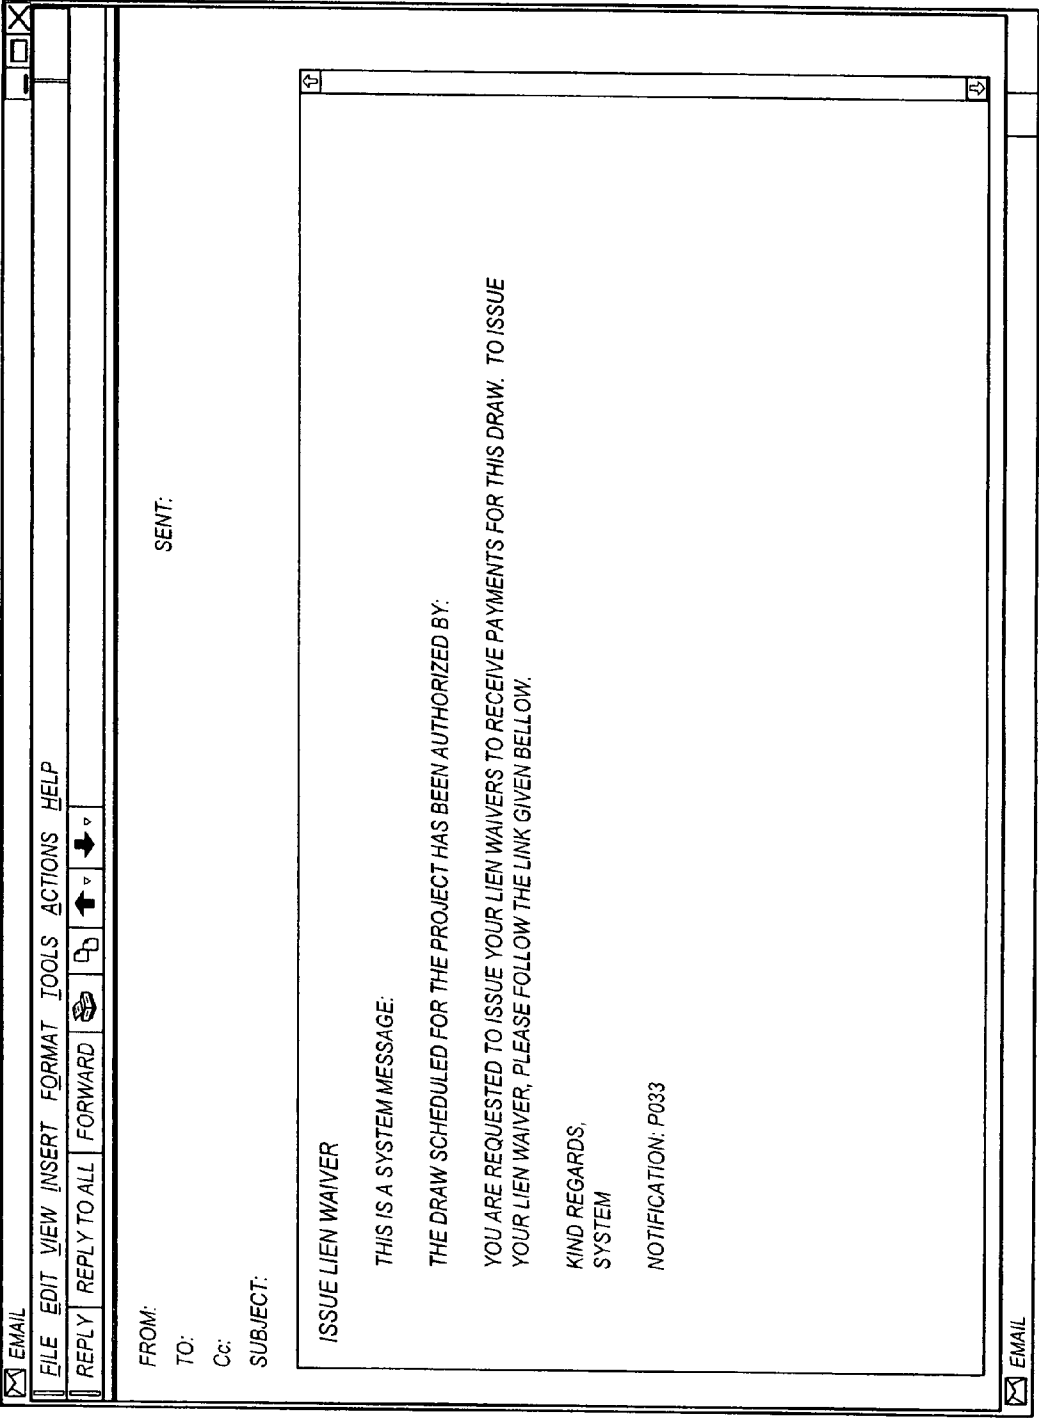 EMAIL
FILE EDIT VIEW INSERT FORMAT TOOLS ACTIONS HELP
REPLY REPLY TO ALL FORWARD
FROM:
SENT:
TO:
Cc:
SUBJECT:
ISSUE LIEN WAIVER
THIS IS A SYSTEM MESSAGE:
THE DRAW SCHEDULED FOR THE PROJECT HAS BEEN AUTHORIZED BY:
YOU ARE REQUESTED TO ISSUE YOUR LIEN WAIVERS TO RECEIVE PAYMENTS FOR THIS DRAW. TO ISSUE
YOUR LIEN WAIVER, PLEASE FOLLOW THE LINK GIVEN BELLOW.
KIND REGARDS,
SYSTEM
NOTIFICATION: P033
EMAIL